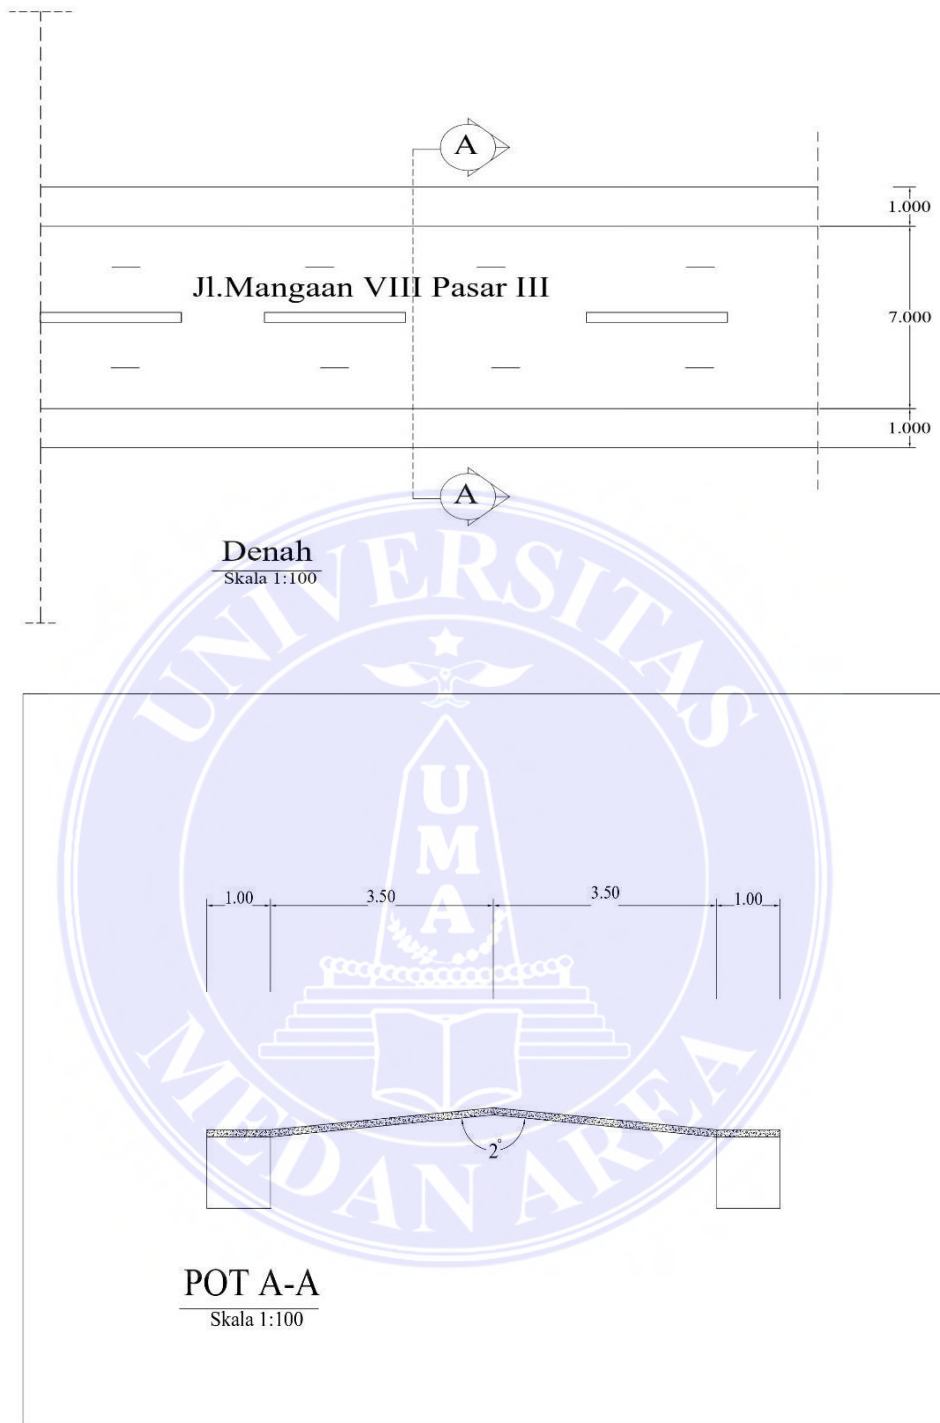 A
1.000
Jl.Mangaan VIII Pasar III
7.000
1.000
A
Denah
Skala 1:100
UNIVERSITAS
UMA
MEDAN AREA
1.00 3.50 3.50 1.00
2°
POT A-A
Skala 1:100